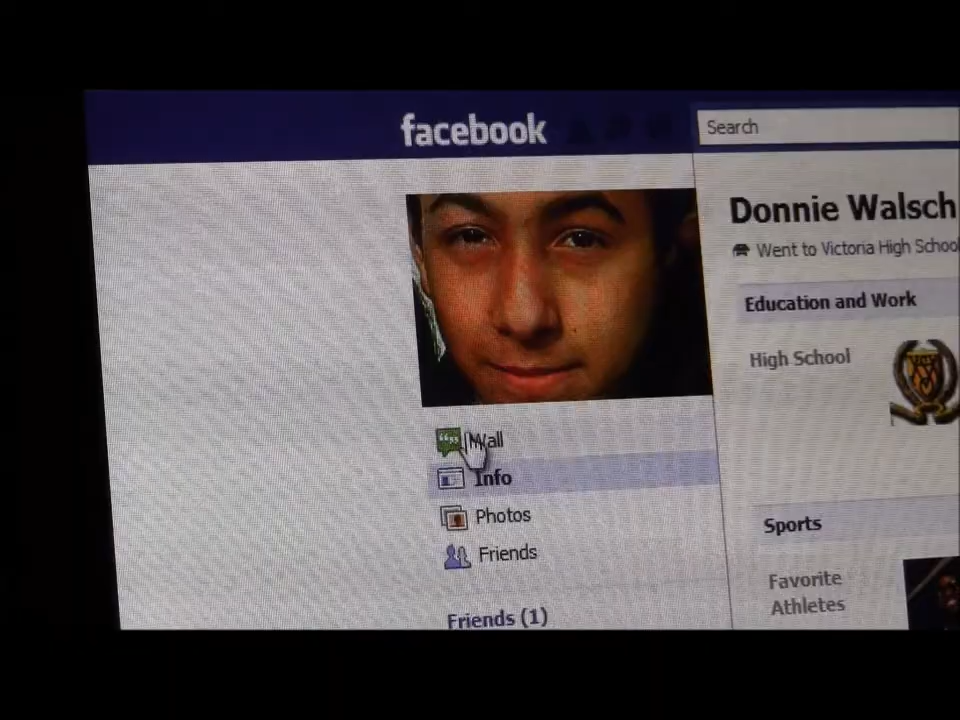 facebook
Search
Donnie Walsch
Went to Victoria High Schoo
Education and Work
High School
Wall
Info
Photos
Friends
Sports
Favorite
Athletes
Friends (1)